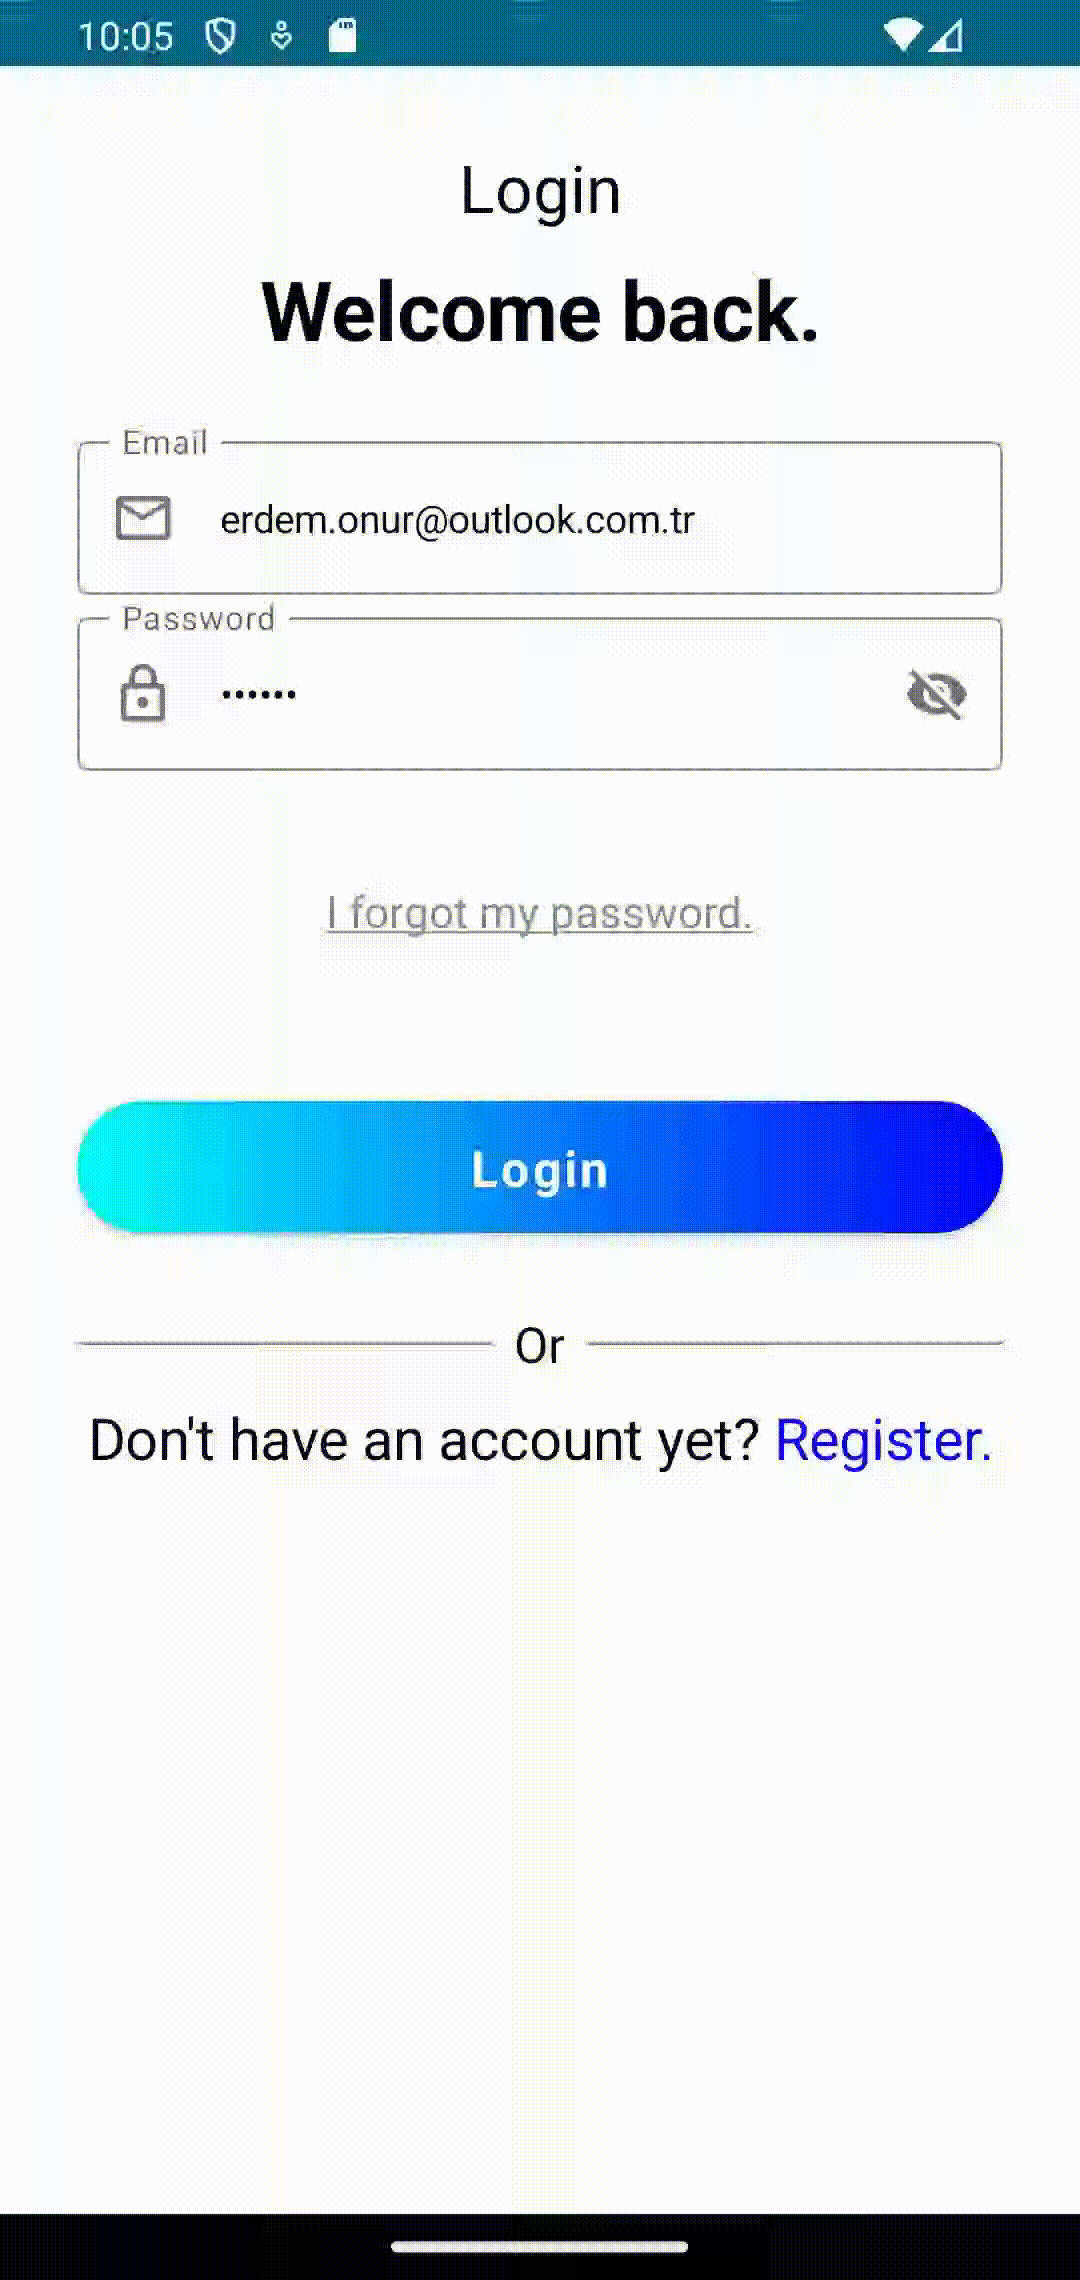 10:05
Login
Welcome back.
Email
erdem.onur@outlook.com.tr
Password
••••••
I forgot my password.
Login
Or
Don't have an account yet? Register.